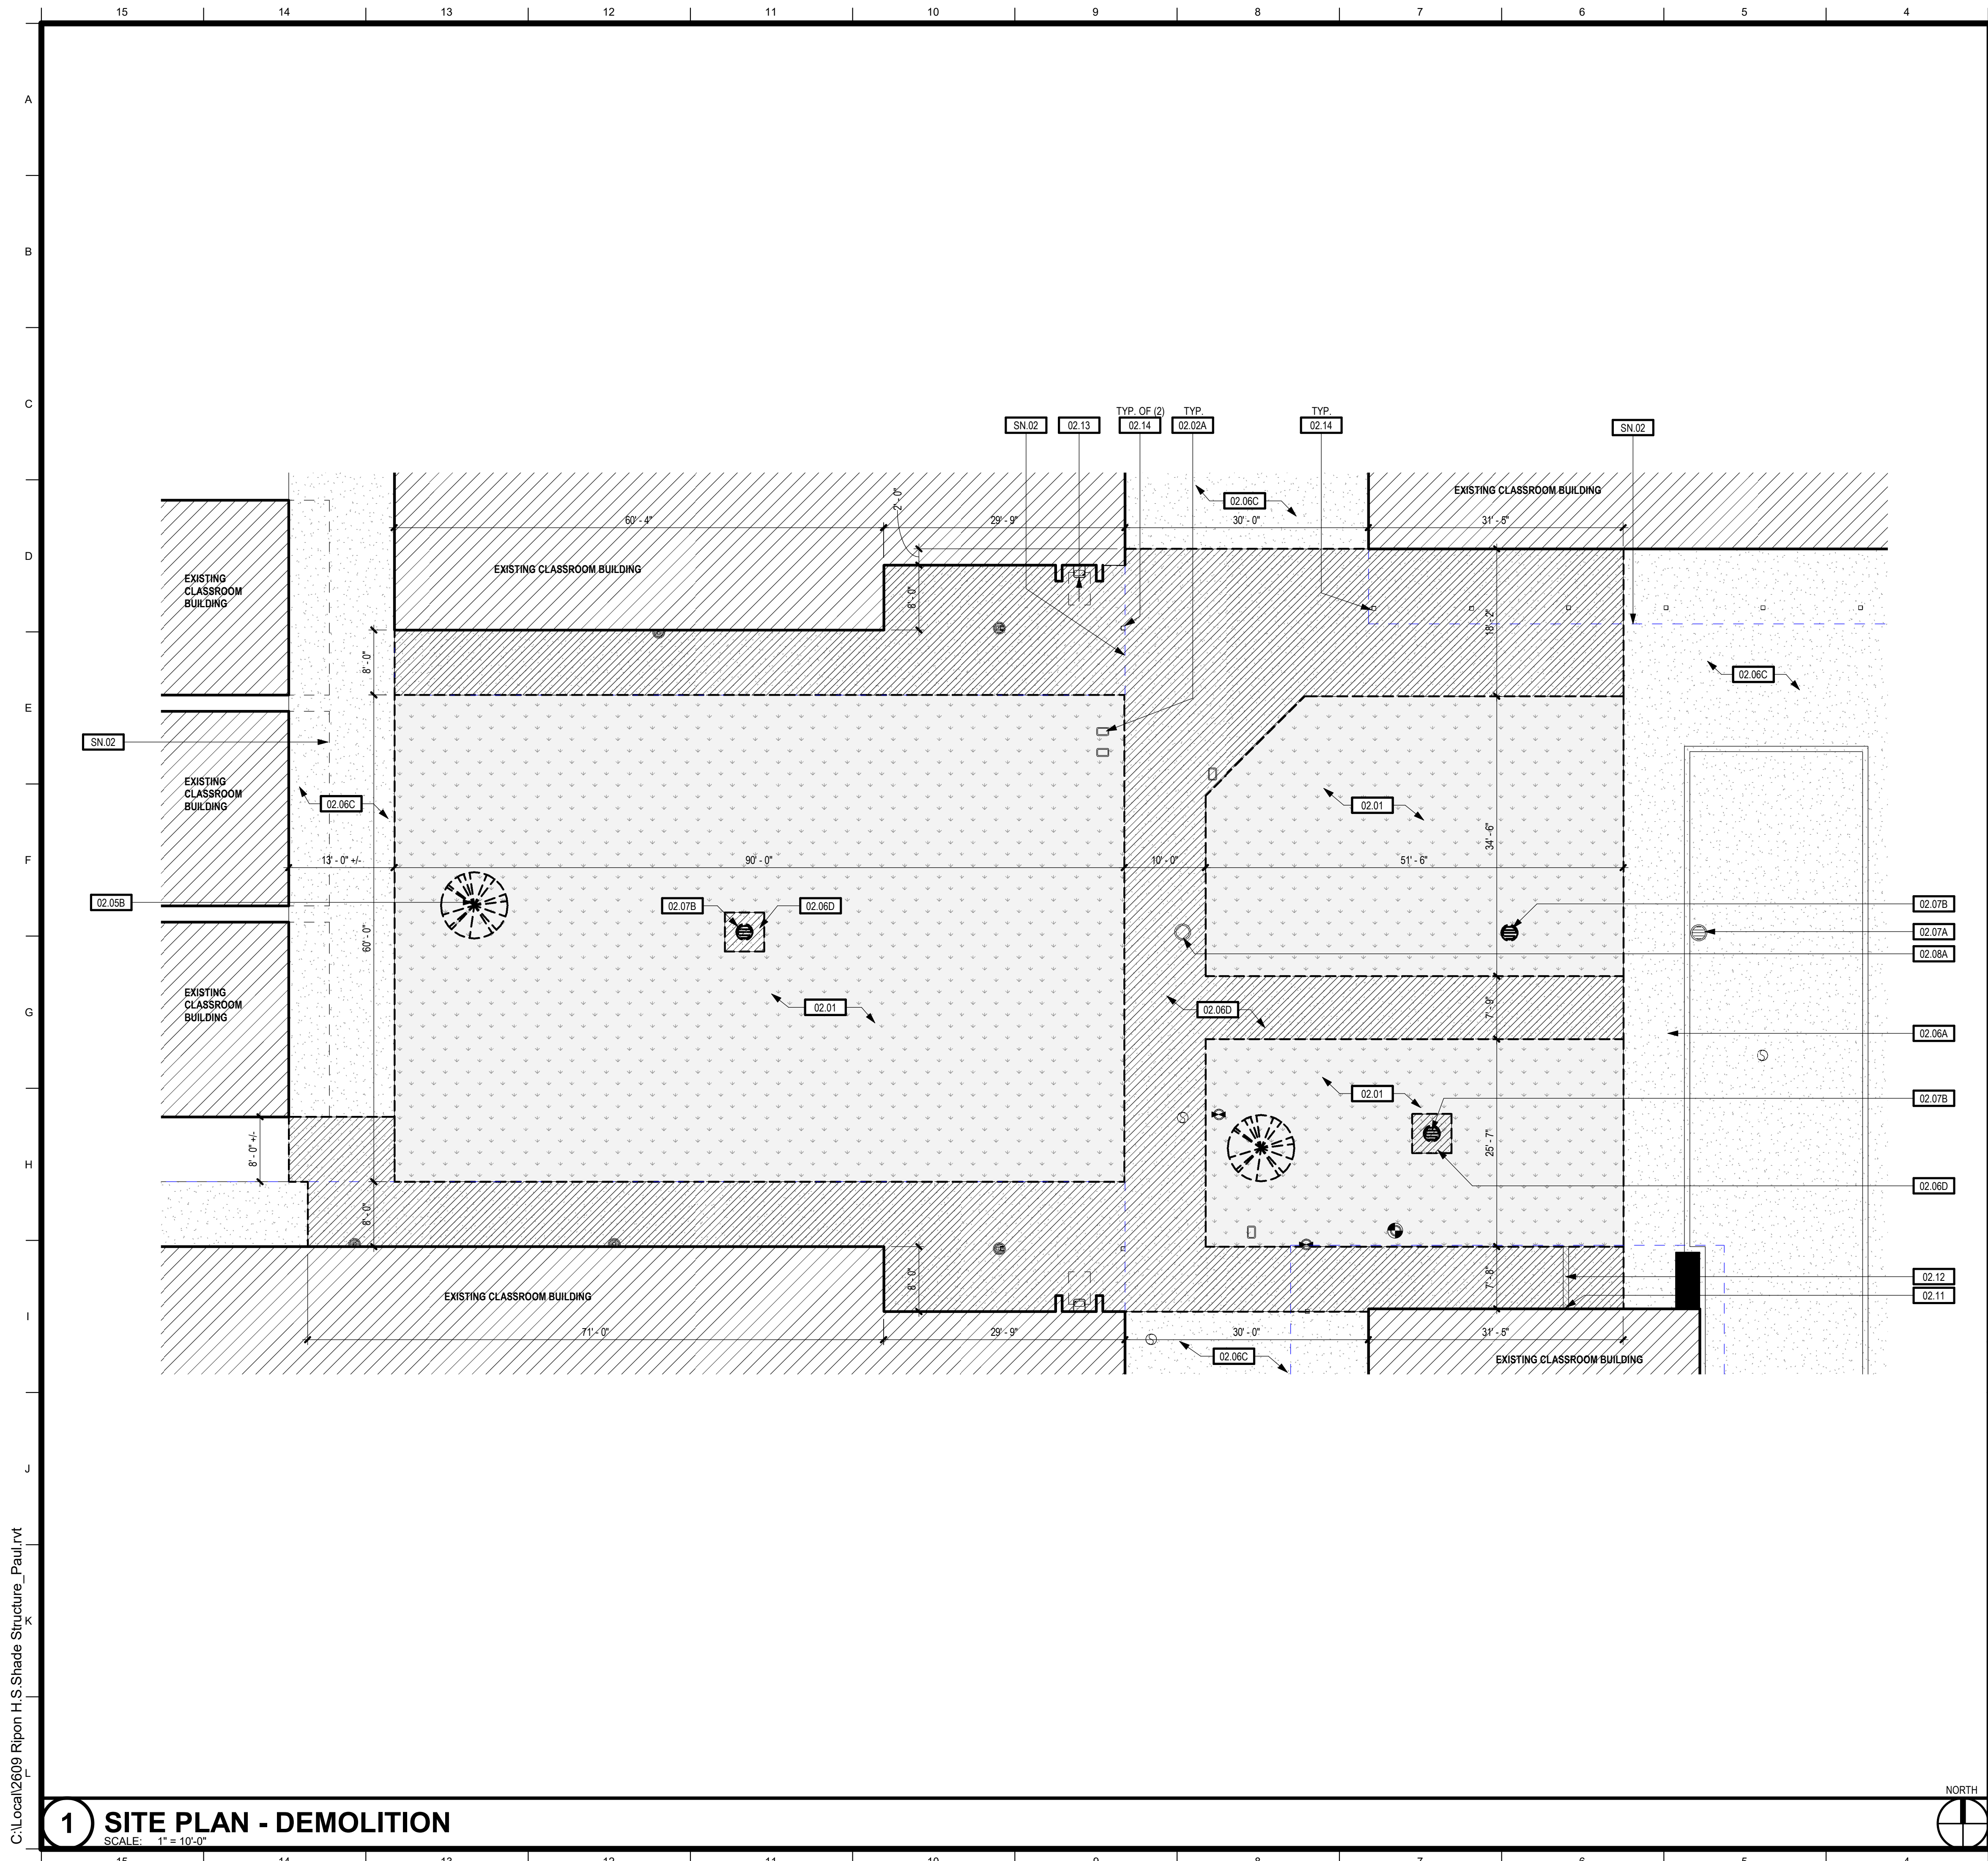 15 14 13 12 11 10 9 8 7 6 5 4
A
B
C
TYP. OF (2) TYP. TYP.
SN.02 02.13 02.14 02.02A 02.14 SN.02
EXISTING CLASSROOM BUILDING
02.06C
2' - 0"
60' - 4" 29' - 9" 30' - 0" 31' - 5"
D
EXISTING CLASSROOM BUILDING
EXISTING
CLASSROOM
BUILDING
8' - 0"
18' - 2"
8' - 0"
02.06C
E
SN.02
EXISTING
CLASSROOM
BUILDING
02.06C
02.01
34' - 6"
F
13' - 0" +/- 90' - 0" 10' - 0" 51' - 6"
02.05B
02.07B 02.06D
02.07B
02.07A
60' - 0"
02.08A
EXISTING
CLASSROOM
BUILDING
02.01
02.06D
7' - 9"
G
02.06A
02.01
02.07B
8' - 0" +/-
25' - 7"
H
02.06D
8' - 0"
8' - 0"
7' - 8"
02.12
02.11
EXISTING CLASSROOM BUILDING
I
71' - 0" 29' - 9" 30' - 0" 31' - 5"
02.06C
EXISTING CLASSROOM BUILDING
J
K
L
C:\Local\2609 Ripon H.S.Shade Structure_Paul.rvt
NORTH
1 SITE PLAN - DEMOLITION
SCALE: 1" = 10'-0"
15 14 13 12 11 10 9 8 7 6 5 4